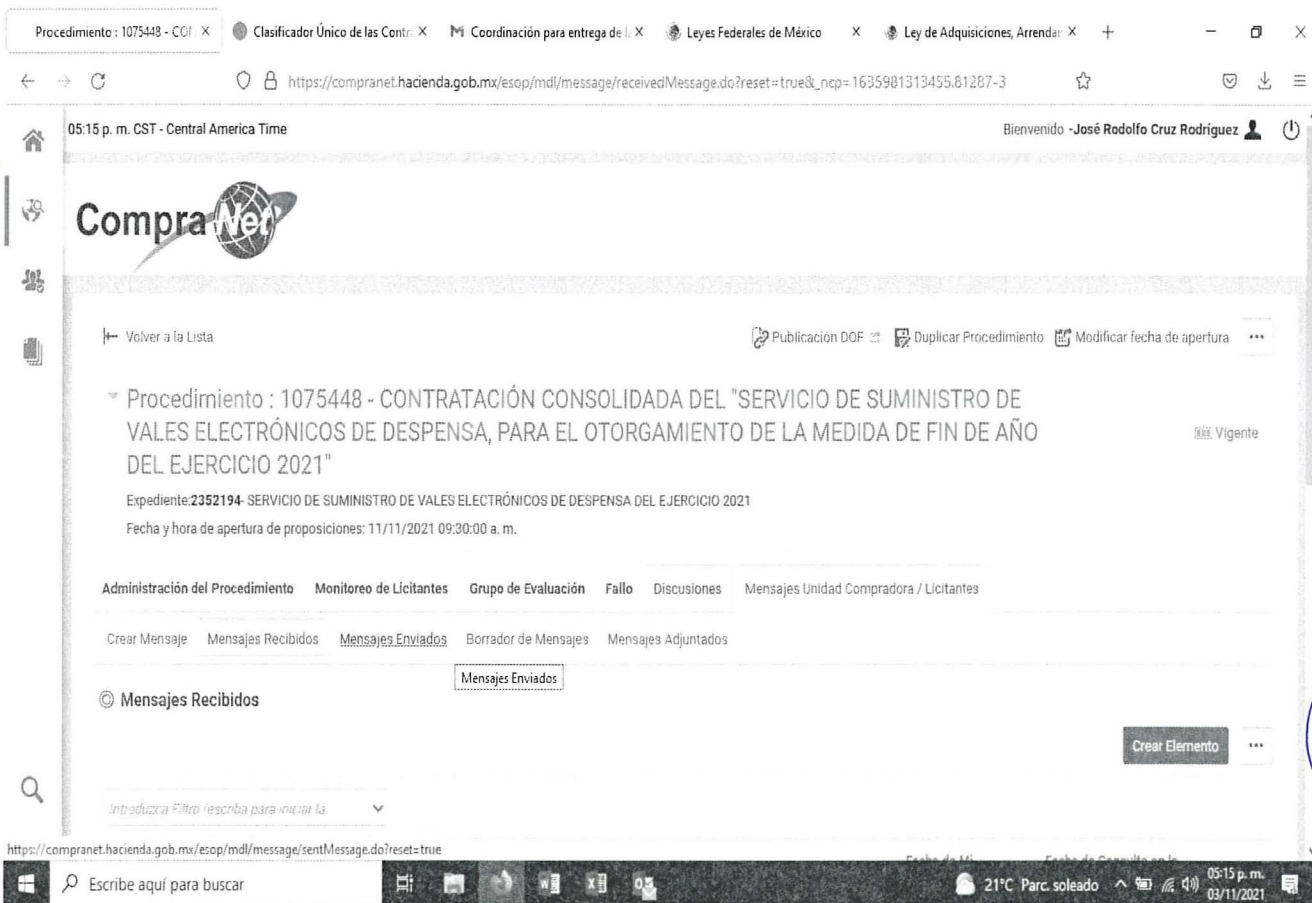 Procedimiento : 1075448 - CO
Clasificador Único de las Contr
Coordinación para entrega de l
Leyes Federales de México
Ley de Adquisiciones, Arrendar
https://compranet.hacienda.gob.mx/esop/mdl/message/receivedMessage.do?reset=true&_ncp=1635981313455.81287-3
05:15 p. m. CST - Central America Time
Bienvenido -José Rodolfo Cruz Rodríguez
CompraNet
Volver a la Lista
Publicación DOF
Duplicar Procedimiento
Modificar fecha de apertura
Procedimiento : 1075448 - CONTRATACIÓN CONSOLIDADA DEL "SERVICIO DE SUMINISTRO DE
VALES ELECTRÓNICOS DE DESPENSA, PARA EL OTORGAMIENTO DE LA MEDIDA DE FIN DE AÑO
DEL EJERCICIO 2021"
Vigente
Expediente:2352194- SERVICIO DE SUMINISTRO DE VALES ELECTRÓNICOS DE DESPENSA DEL EJERCICIO 2021
Fecha y hora de apertura de proposiciones: 11/11/2021 09:30:00 a. m.
Administración del Procedimiento Monitoreo de Licitantes Grupo de Evaluación Fallo Discusiones Mensajes Unidad Compradora / Licitantes
Crear Mensaje Mensajes Recibidos Mensajes Enviados Borrador de Mensajes Mensajes Adjuntados
Mensajes Enviados
Mensajes Recibidos
Crear Elemento
Introduzca Filtro (escriba para iniciar la
https://compranet.hacienda.gob.mx/esop/mdl/message/sentMessage.do?reset=true
Escribe aquí para buscar
21°C Parc. soleado
05:15 p. m.
03/11/2021